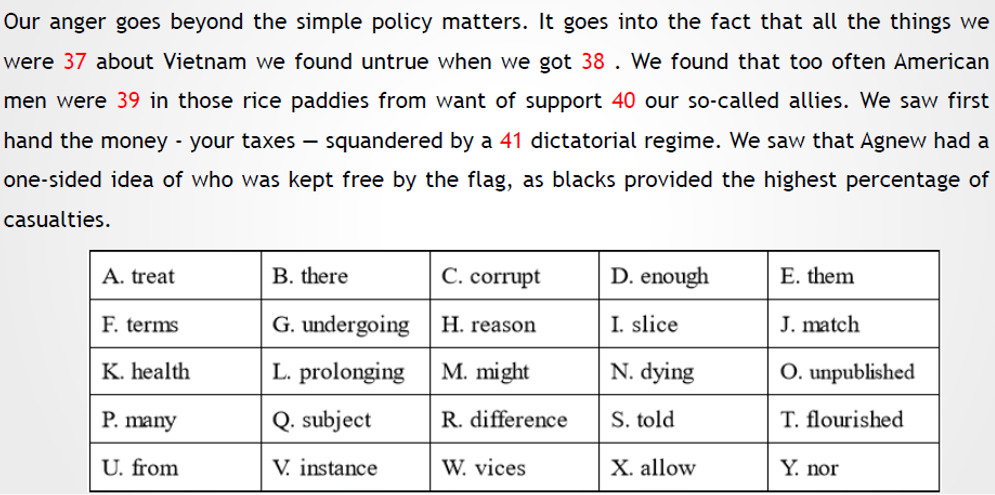 Our anger goes beyond the simple policy matters. It goes into the fact that all the things we
were 37 about Vietnam we found untrue when we got 38 . We found that too often American
men were 39 in those rice paddies from want of support 40 our so-called allies. We saw first
hand the money - your taxes — squandered by a 41 dictatorial regime. We saw that Agnew had a
one-sided idea of who was kept free by the flag, as blacks provided the highest percentage of
casualties.
A. treat B. there C. corrupt D. enough E. them
F. terms G. undergoing H. reason I. slice J. match
K. health L. prolonging M. might N. dying O. unpublished
P. many Q. subject R. difference S. told T. flourished
U. from V. instance W. vices X. allow Y. nor